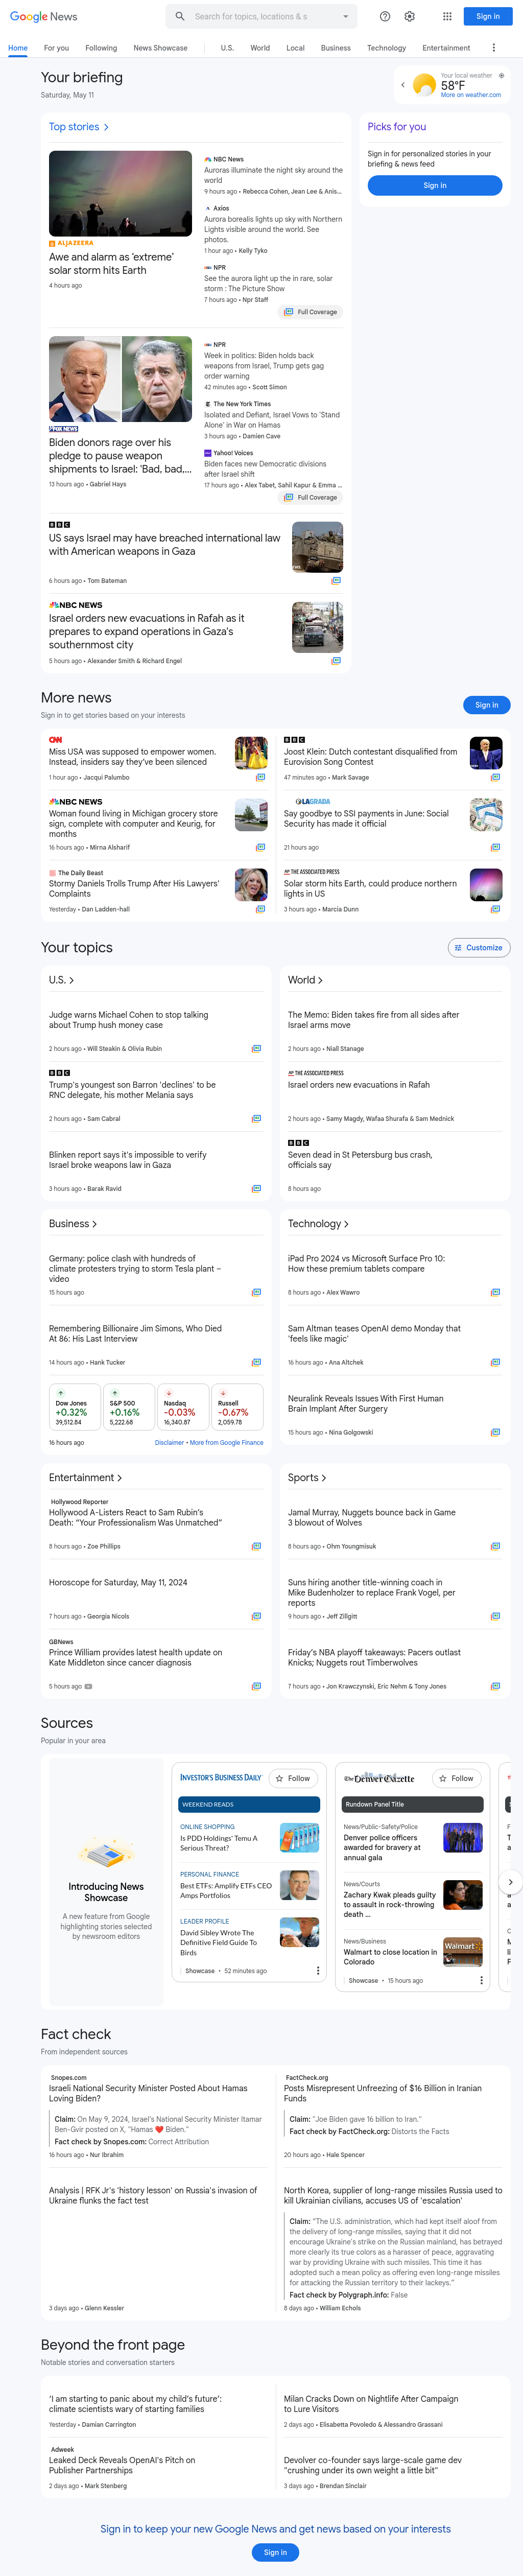 Google News
Search for topics, locations & s
Sign in
Home
For you
Following
News Showcase
U.S.
World
Local
Business
Technology
Entertainment
Your briefing
Saturday, May 11
Your local weather
58°F
More on weather.com
Top stories
Picks for you
Sign in for personalized stories in your
briefing & news feed
Sign in
ALJAZEERA
Awe and alarm as ‘extreme’
solar storm hits Earth
4 hours ago
NBC News
Auroras illuminate the night sky around the
world
9 hours ago • Rebecca Cohen, Jean Lee & Anis...
Axios
Aurora borealis lights up sky with Northern
Lights visible around the world. See
photos.
1 hour ago • Kelly Tyko
NPR
See the aurora light up the in rare, solar
storm : The Picture Show
7 hours ago • Npr Staff
Full Coverage
FOX NEWS
Biden donors rage over his
pledge to pause weapon
shipments to Israel: 'Bad, bad,...
13 hours ago • Gabriel Hays
NPR
Week in politics: Biden holds back
weapons from Israel, Trump gets gag
order warning
42 minutes ago • Scott Simon
The New York Times
Isolated and Defiant, Israel Vows to ‘Stand
Alone’ in War on Hamas
3 hours ago • Damien Cave
Yahoo! Voices
Biden faces new Democratic divisions
after Israel shift
17 hours ago • Alex Tabet, Sahil Kapur & Emma ...
Full Coverage
BBC
US says Israel may have breached international law
with American weapons in Gaza
6 hours ago • Tom Bateman
NBC NEWS
Israel orders new evacuations in Rafah as it
prepares to expand operations in Gaza's
southernmost city
5 hours ago • Alexander Smith & Richard Engel
More news
Sign in to get stories based on your interests
Sign in
CNN
Miss USA was supposed to empower women.
Instead, insiders say they’ve been silenced
1 hour ago • Jacqui Palumbo
BBC
Joost Klein: Dutch contestant disqualified from
Eurovision Song Contest
47 minutes ago • Mark Savage
NBC NEWS
Woman found living in Michigan grocery store
sign, complete with computer and Keurig, for
months
16 hours ago • Mirna Alsharif
LAGRADA
Say goodbye to SSI payments in June: Social
Security has made it official
21 hours ago
The Daily Beast
Stormy Daniels Trolls Trump After His Lawyers'
Complaints
Yesterday • Dan Ladden-hall
AP THE ASSOCIATED PRESS
Solar storm hits Earth, could produce northern
lights in US
3 hours ago • Marcia Dunn
Your topics
Customize
U.S.
Judge warns Michael Cohen to stop talking
about Trump hush money case
2 hours ago • Will Steakin & Olivia Rubin
BBC
Trump's youngest son Barron 'declines' to be
RNC delegate, his mother Melania says
2 hours ago • Sam Cabral
Blinken report says it's impossible to verify
Israel broke weapons law in Gaza
3 hours ago • Barak Ravid
World
The Memo: Biden takes fire from all sides after
Israel arms move
2 hours ago • Niall Stanage
AP THE ASSOCIATED PRESS
Israel orders new evacuations in Rafah
2 hours ago • Samy Magdy, Wafaa Shurafa & Sam Mednick
BBC
Seven dead in St Petersburg bus crash,
officials say
8 hours ago
Business
Germany: police clash with hundreds of
climate protesters trying to storm Tesla plant –
video
15 hours ago
Remembering Billionaire Jim Simons, Who Died
At 86: His Last Interview
14 hours ago • Hank Tucker
Dow Jones
+0.32%
39,512.84
S&P 500
+0.16%
5,222.68
Nasdaq
-0.03%
16,340.87
Russell
-0.67%
2,059.78
16 hours ago
Disclaimer • More from Google Finance
Technology
iPad Pro 2024 vs Microsoft Surface Pro 10:
How these premium tablets compare
8 hours ago • Alex Wawro
Sam Altman teases OpenAI demo Monday that
'feels like magic'
16 hours ago • Ana Altchek
Neuralink Reveals Issues With First Human
Brain Implant After Surgery
15 hours ago • Nina Golgowski
Entertainment
Hollywood Reporter
Hollywood A-Listers React to Sam Rubin’s
Death: “Your Professionalism Was Unmatched”
8 hours ago • Zoe Phillips
Horoscope for Saturday, May 11, 2024
7 hours ago • Georgia Nicols
GBNews
Prince William provides latest health update on
Kate Middleton since cancer diagnosis
5 hours ago
Sports
Jamal Murray, Nuggets bounce back in Game
3 blowout of Wolves
8 hours ago • Ohm Youngmisuk
Suns hiring another title-winning coach in
Mike Budenholzer to replace Frank Vogel, per
reports
9 hours ago • Jeff Zillgitt
Friday’s NBA playoff takeaways: Pacers outlast
Knicks; Nuggets rout Timberwolves
7 hours ago • Jon Krawczynski, Eric Nehm & Tony Jones
Sources
Popular in your area
Introducing News
Showcase
A new feature from Google
highlighting stories selected
by newsroom editors
INVESTOR'S BUSINESS DAILY
Follow
WEEKEND READS
ONLINE SHOPPING
Is PDD Holdings' Temu A
Serious Threat?
PERSONAL FINANCE
Best ETFs: Amplify ETFs CEO
Amps Portfolios
LEADER PROFILE
David Sibley Wrote The
Definitive Field Guide To
Birds
Showcase • 52 minutes ago
The Denver Gazette
Follow
Rundown Panel Title
News/Public-Safety/Police
Denver police officers
awarded for bravery at
annual gala
News/Courts
Zachary Kwak pleads guilty
to assault in rock-throwing
death ...
News/Business
Walmart to close location in
Colorado
Walmart
Showcase • 15 hours ago
Fact check
From independent sources
Snopes.com
Israeli National Security Minister Posted About Hamas
Loving Biden?
Claim: On May 9, 2024, Israel’s National Security Minister Itamar
Ben-Gvir posted on X, “Hamas ❤️ Biden.”
Fact check by Snopes.com: Correct Attribution
16 hours ago • Nur Ibrahim
FactCheck.org
Posts Misrepresent Unfreezing of $16 Billion in Iranian
Funds
Claim: “Joe Biden gave 16 billion to Iran.”
Fact check by FactCheck.org: Distorts the Facts
20 hours ago • Hale Spencer
Analysis | RFK Jr's ‘history lesson' on Russia's invasion of
Ukraine flunks the fact test
3 days ago • Glenn Kessler
North Korea, supplier of long-range missiles Russia used to
kill Ukrainian civilians, accuses US of 'escalation'
Claim: “The U.S. administration, which had kept itself aloof from
the delivery of long-range missiles, saying that it did not
encourage Ukraine's strike on the Russian mainland, has betrayed
more clearly its true colors as a harasser of peace, aggravating
war by providing Ukraine with such missiles. This time it has
adopted such a mean policy as offering even long-range missiles
for attacking the Russian territory to their lackeys.”
Fact check by Polygraph.info: False
8 days ago • William Echols
Beyond the front page
Notable stories and conversation starters
‘I am starting to panic about my child’s future’:
climate scientists wary of starting families
Yesterday • Damian Carrington
Milan Cracks Down on Nightlife After Campaign
to Lure Visitors
2 days ago • Elisabetta Povoledo & Alessandro Grassani
Adweek
Leaked Deck Reveals OpenAI's Pitch on
Publisher Partnerships
2 days ago • Mark Stenberg
Devolver co-founder says large-scale game dev
"crushing under its own weight a little bit"
3 days ago • Brendan Sinclair
Sign in to keep your new Google News and get news based on your interests
Sign in